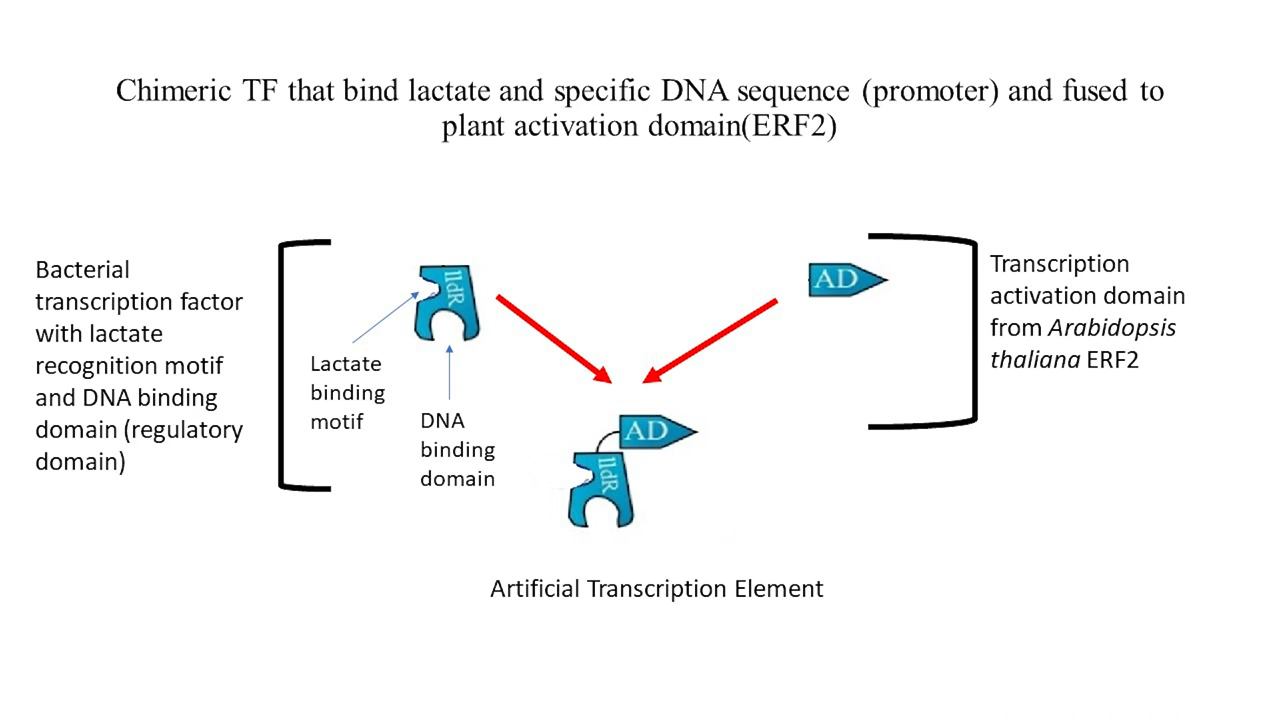 Chimeric TF that bind lactate and specific DNA sequence (promoter) and fused to
plant activation domain(ERF2)
Bacterial
transcription factor
with lactate
recognition motif
and DNA binding
domain (regulatory
domain)
lldR
Lactate
binding
motif
DNA
binding
domain
AD
Transcription
activation domain
from Arabidopsis
thaliana ERF2
AD
lldR
Artificial Transcription Element